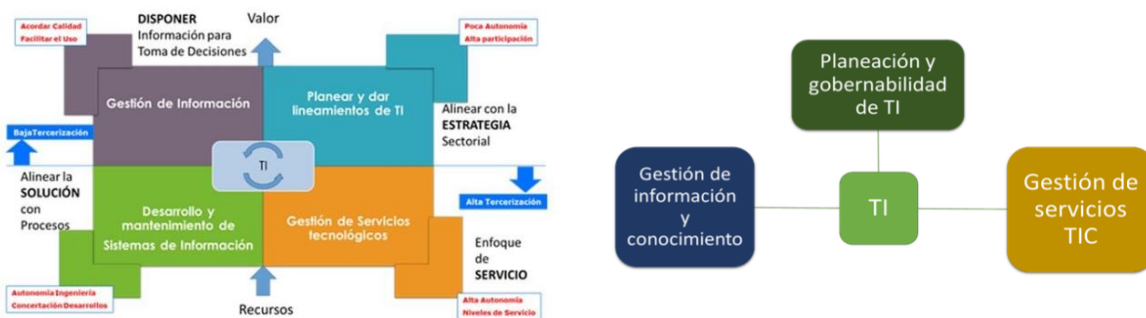 Acordar Calidad
Facilitar el Uso
DISPONER
Información para
Toma de Decisiones
Valor
Poca Autonomía
Alta participación
Gestión de Información
Planear y dar
lineamientos de TI
Alinear con la
ESTRATEGIA
Sectorial
BajaTercerización
TI
Alinear la
SOLUCIÓN
con
Procesos
Alta Tercerización
Desarrollo y
mantenimiento de
Sistemas de Información
Gestión de Servicios
tecnológicos
Enfoque
de
SERVICIO
Autonomía Ingeniería
Concertación Desarrollos
Recursos
Alta Autonomía
Niveles de Servicio
Planeación y
gobernabilidad
de TI
Gestión de
información
y
conocimiento
TI
Gestión de
servicios
TIC